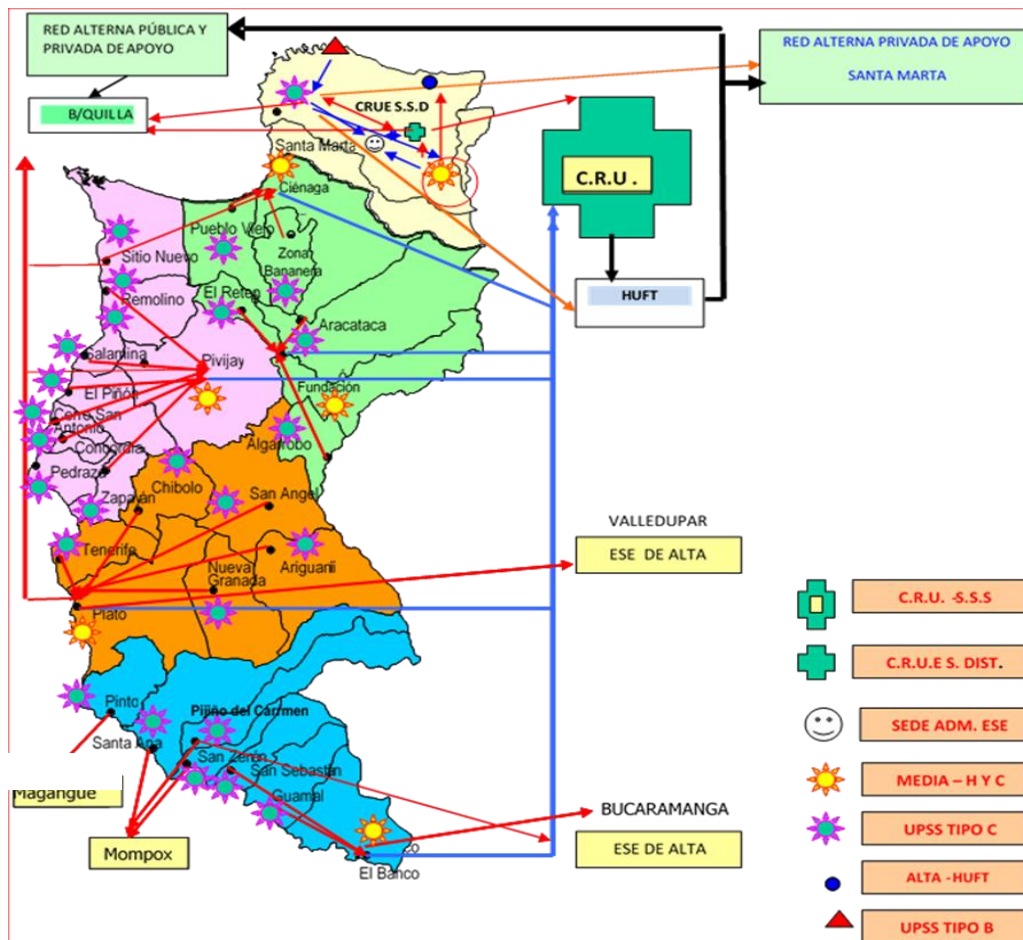 RED ALTERNA PÚBLICA Y
PRIVADA DE APOYO
B/QUILLA
RED ALTERNA PRIVADA DE APOYO
SANTA MARTA
CRUE S.S.D
Santa Marta
C.R.U .
HUFT
Ciénaga
Pueblo Viejo
Zona
Bananera
Sitio Nuevo
Remolino
El Reten
Aracataca
Salamina
Pivijay
Fundación
El Piñón
Cerro San
Antonio
Concordia
Algarrobo
Pedraza
Chibolo
Zapayán
San Angel
Tenerife
Nueva
Granada
Ariguanii
Plato
VALLEDUPAR
ESE DE ALTA
Pinto
Pijiño del Carrmen
Santa Ana
San Zenón
San Sebastián
Guamal
Magangue
Mompox
El Banco
BUCARAMANGA
ESE DE ALTA
C.R.U. -S.S.S
C.R.U.E S. DIST.
SEDE ADM. ESE
MEDIA – H Y C
UPSS TIPO C
ALTA -HUFT
UPSS TIPO B